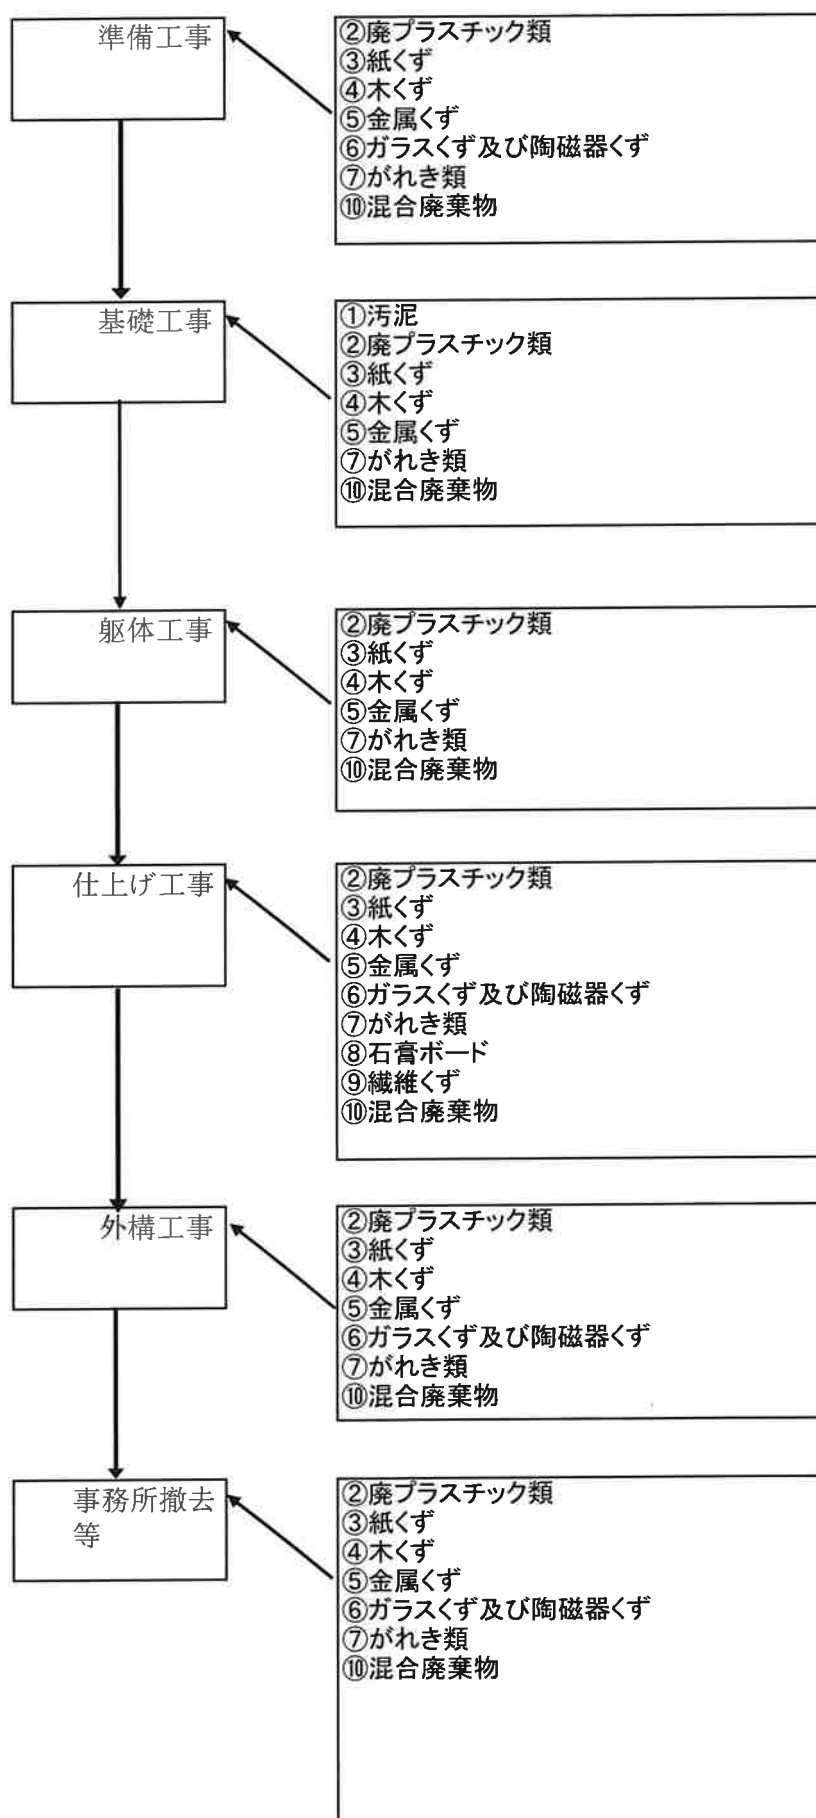 準備工事
②廃プラスチック類
③紙くず
④木くず
⑤金属くず
⑥ガラスくず及び陶磁器くず
⑦がれき類
⑩混合廃棄物
基礎工事
①汚泥
②廃プラスチック類
③紙くず
④木くず
⑤金属くず
⑦がれき類
⑩混合廃棄物
躯体工事
②廃プラスチック類
③紙くず
④木くず
⑤金属くず
⑦がれき類
⑩混合廃棄物
仕上げ工事
②廃プラスチック類
③紙くず
④木くず
⑤金属くず
⑥ガラスくず及び陶磁器くず
⑦がれき類
⑧石膏ボード
⑨繊維くず
⑩混合廃棄物
外構工事
②廃プラスチック類
③紙くず
④木くず
⑤金属くず
⑥ガラスくず及び陶磁器くず
⑦がれき類
⑩混合廃棄物
事務所撤去
等
②廃プラスチック類
③紙くず
④木くず
⑤金属くず
⑥ガラスくず及び陶磁器くず
⑦がれき類
⑩混合廃棄物